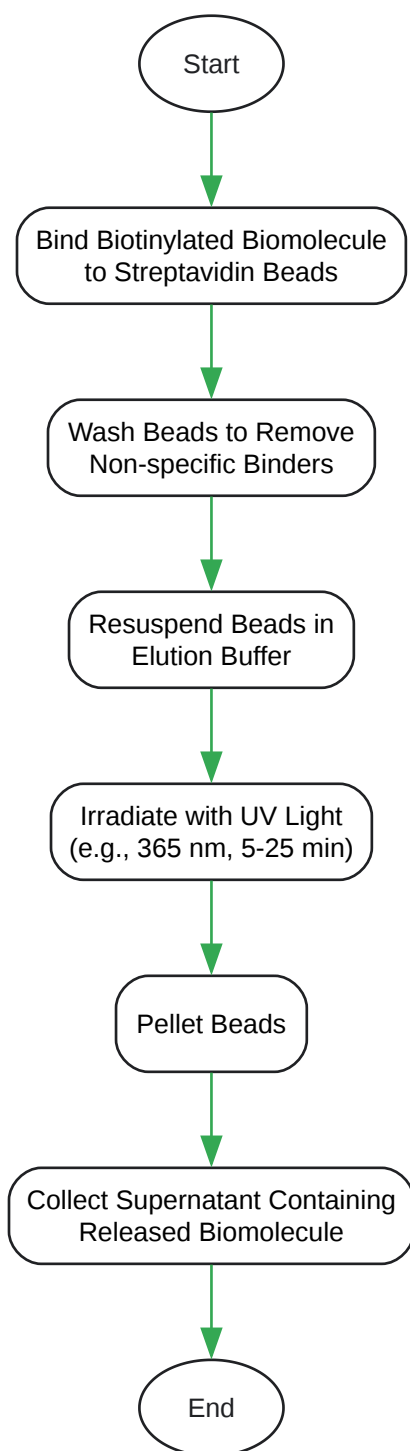 Start
Bind Biotinylated Biomolecule
to Streptavidin Beads
Wash Beads to Remove
Non-specific Binders
Resuspend Beads in
Elution Buffer
Irradiate with UV Light
(e.g., 365 nm, 5-25 min)
Pellet Beads
Collect Supernatant Containing
Released Biomolecule
End